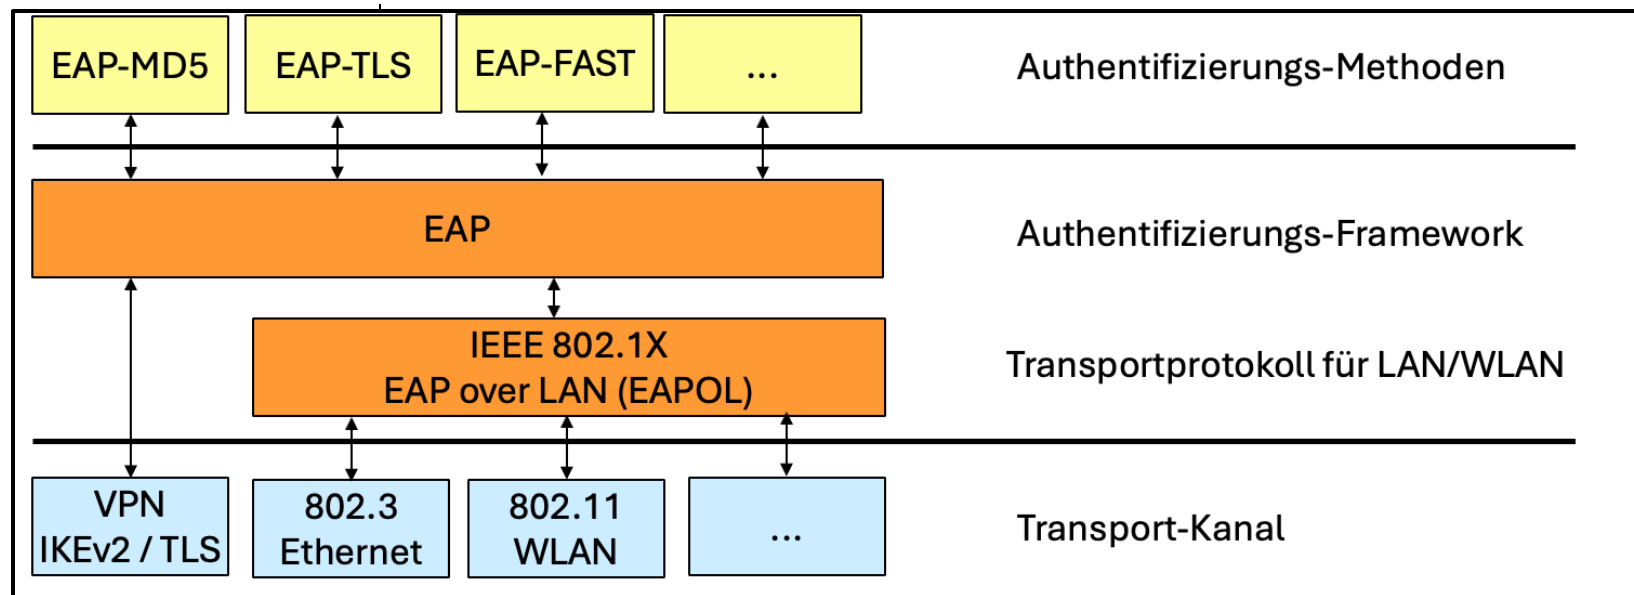 EAP-MD5
EAP-TLS
EAP-FAST
...
Authentifizierungs-Methoden
EAP
Authentifizierungs-Framework
IEEE 802.1X
EAP over LAN (EAPOL)
Transportprotokoll für LAN/WLAN
VPN
IKEv2 / TLS
802.3
Ethernet
802.11
WLAN
...
Transport-Kanal